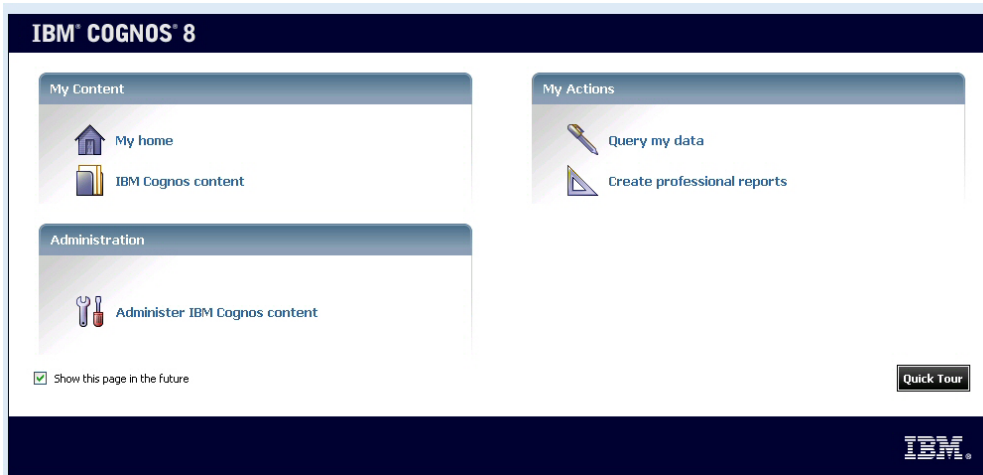 IBM® COGNOS® 8
My Content
My home
IBM Cognos content
My Actions
Query my data
Create professional reports
Administration
Administer IBM Cognos content
Show this page in the future
Quick Tour
IBM®